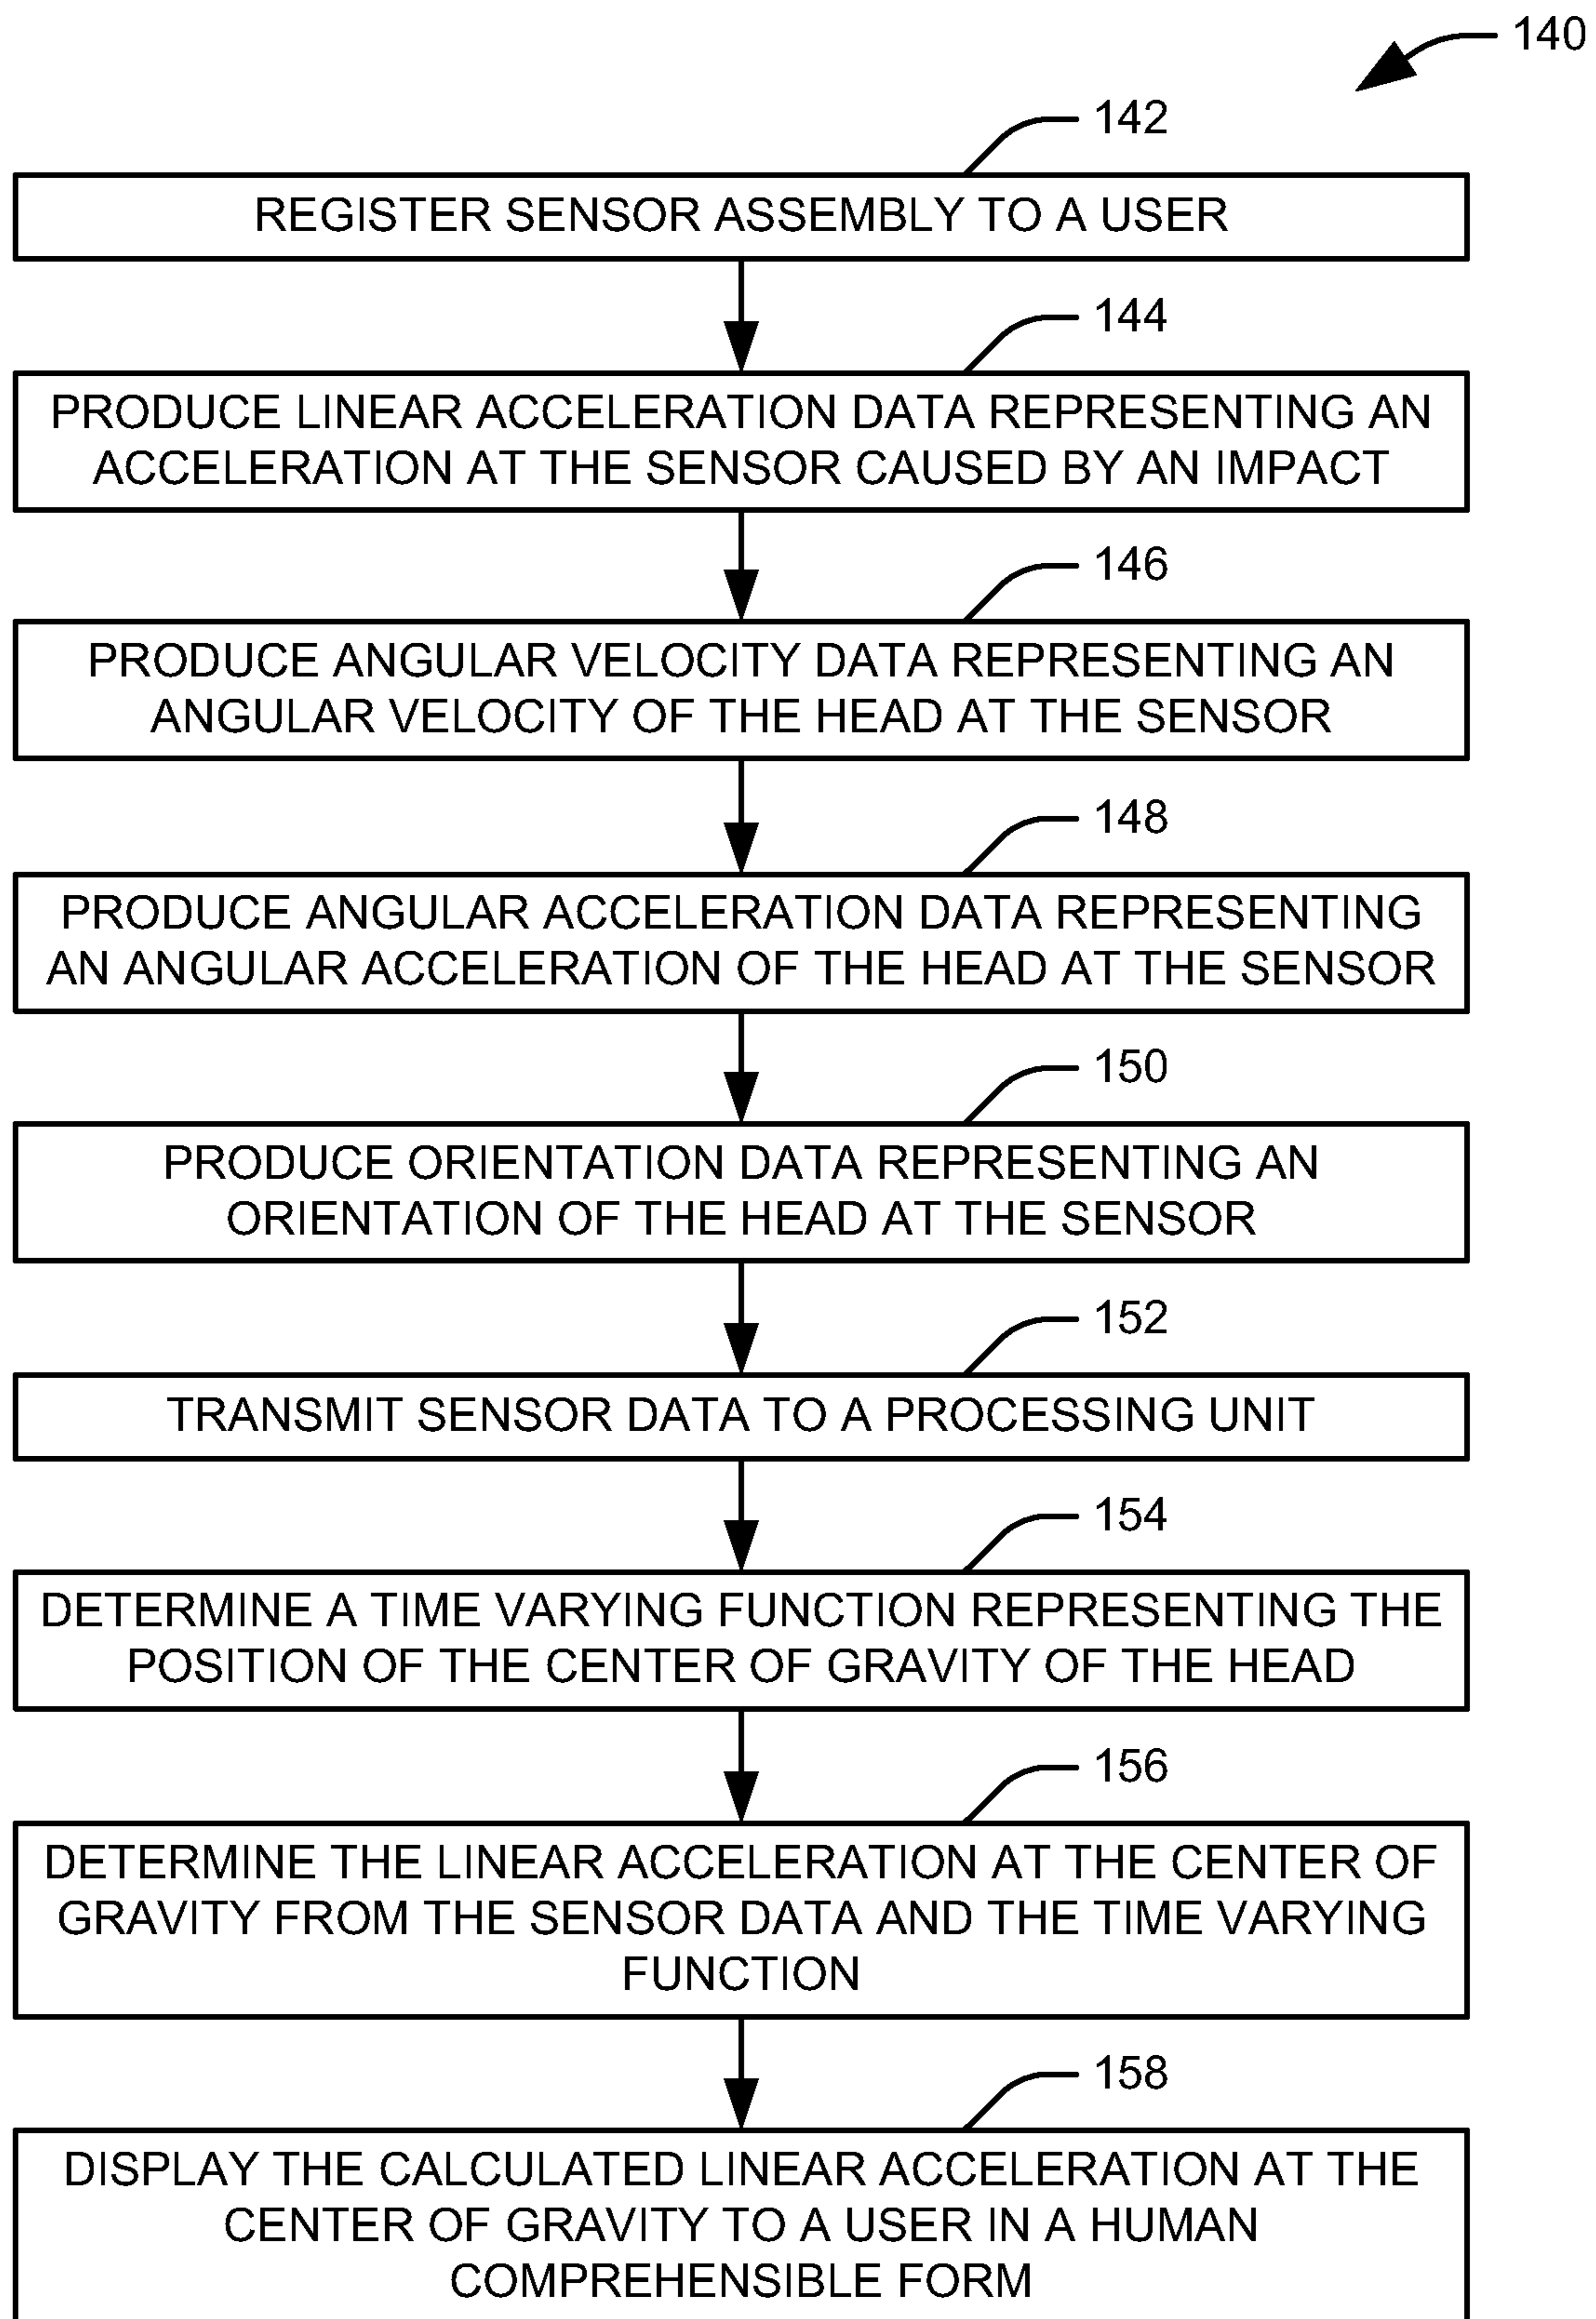 140
142
REGISTER SENSOR ASSEMBLY TO A USER
144
PRODUCE LINEAR ACCELERATION DATA REPRESENTING AN
ACCELERATION AT THE SENSOR CAUSED BY AN IMPACT
146
PRODUCE ANGULAR VELOCITY DATA REPRESENTING AN
ANGULAR VELOCITY OF THE HEAD AT THE SENSOR
148
PRODUCE ANGULAR ACCELERATION DATA REPRESENTING
AN ANGULAR ACCELERATION OF THE HEAD AT THE SENSOR
150
PRODUCE ORIENTATION DATA REPRESENTING AN
ORIENTATION OF THE HEAD AT THE SENSOR
152
TRANSMIT SENSOR DATA TO A PROCESSING UNIT
154
DETERMINE A TIME VARYING FUNCTION REPRESENTING THE
POSITION OF THE CENTER OF GRAVITY OF THE HEAD
156
DETERMINE THE LINEAR ACCELERATION AT THE CENTER OF
GRAVITY FROM THE SENSOR DATA AND THE TIME VARYING
FUNCTION
158
DISPLAY THE CALCULATED LINEAR ACCELERATION AT THE
CENTER OF GRAVITY TO A USER IN A HUMAN
COMPREHENSIBLE FORM